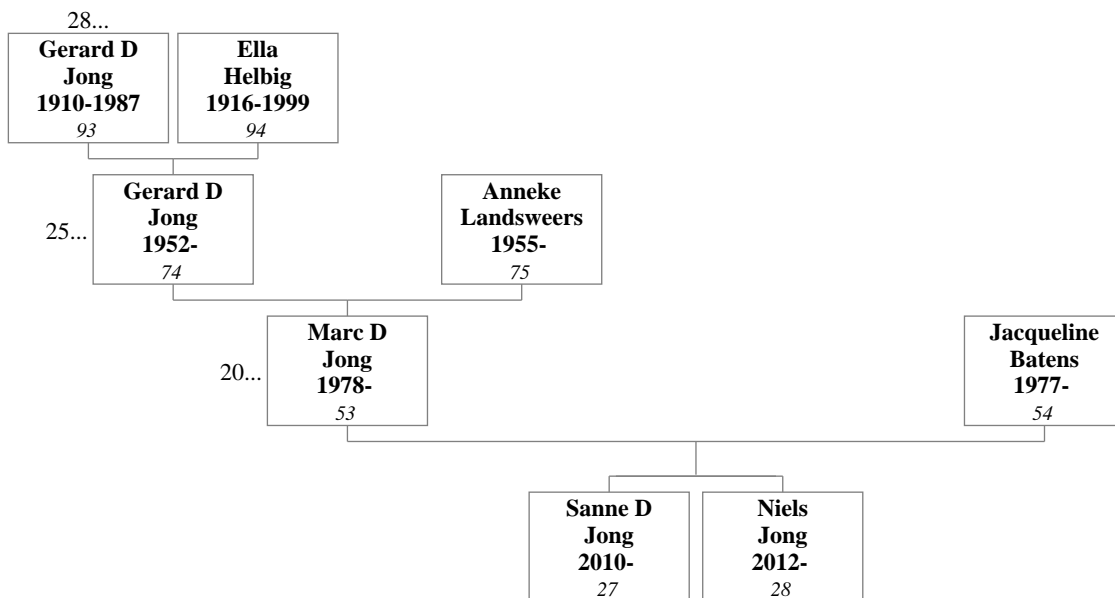 28...
Gerard D
Jong
1910-1987
93
Ella
Helbig
1916-1999
94
25...
Gerard D
Jong
1952-
74
Anneke
Landsweers
1955-
75
20...
Marc D
Jong
1978-
53
Jacqueline
Batens
1977-
54
Sanne D
Jong
2010-
27
Niels
Jong
2012-
28